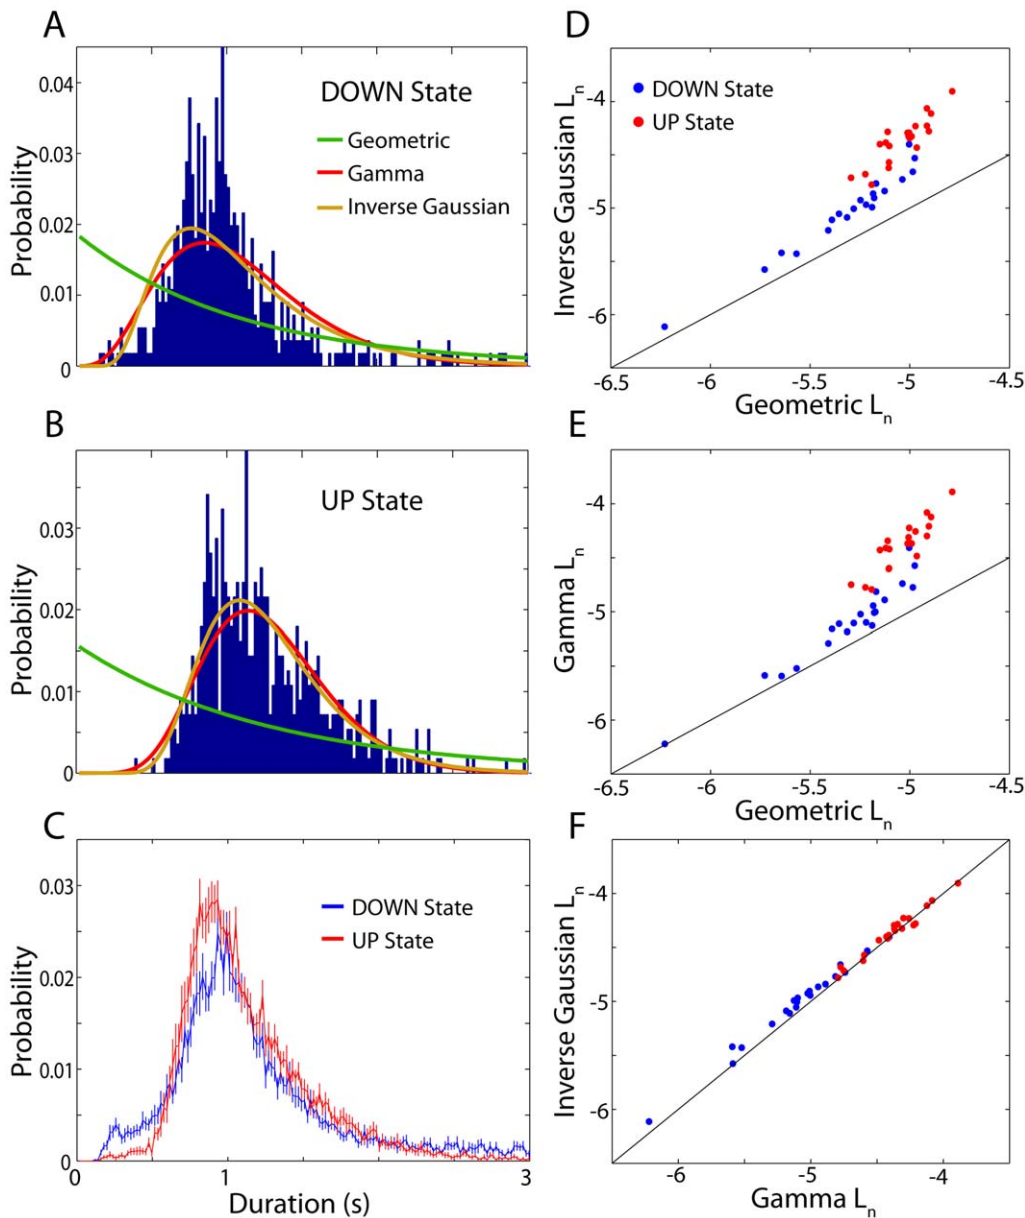 A
DOWN State
Geometric
Gamma
Inverse Gaussian
Probability
0.04
0.03
0.02
0.01
0
B
UP State
Probability
0.03
0.02
0.01
0
C
DOWN State
UP State
Probability
0.03
0.02
0.01
0
1
3
Duration (s)
D
DOWN State
UP State
Inverse Gaussian Ln
-4
-5
-6
-6.5
-6
-5.5
-5
-4.5
Geometric Ln
E
Gamma Ln
-4
-5
-6
-6.5
-6
-5.5
-5
-4.5
Geometric Ln
F
Inverse Gaussian Ln
-4
-5
-6
-6
-5
-4
Gamma Ln